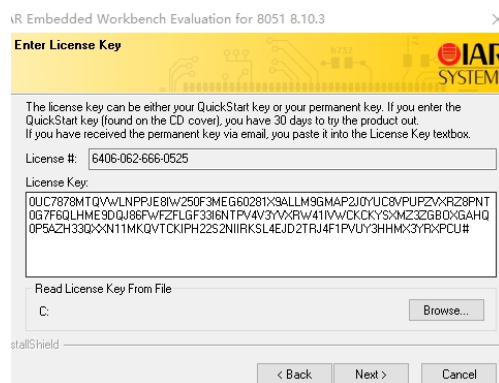 AR Embedded Workbench Evaluation for 8051 8.10.3
Enter License Key
IAR
SYSTEM
The license key can be either your QuickStart key or your permanent key. If you enter the
QuickStart key (found on the CD cover), you have 30 days to try the product out.
If you have received the permanent key via email, you paste it into the License Key textbox.
License #: 6406-062-666-0525
License Key:
0UC7878MTQVWLNPPJE8IW250F3MEG60281X9ALLM9GMAP2J0YUC8VPUPZVXRZ8PNT
0G7F6QLHME9DQJ86FWFZFLGF33I6NTPV4V3YVXRW41IVWCKCKYSXMZ3ZGB0XGAHQ
0P5AZH33QXXN11MKQVTCKIPH22S2NIIRKSL4EJD2TRJ4F1PVUY3HHMX3YRXPCU#
Read License Key From File
C:
Browse...
stallShield
< Back Next > Cancel